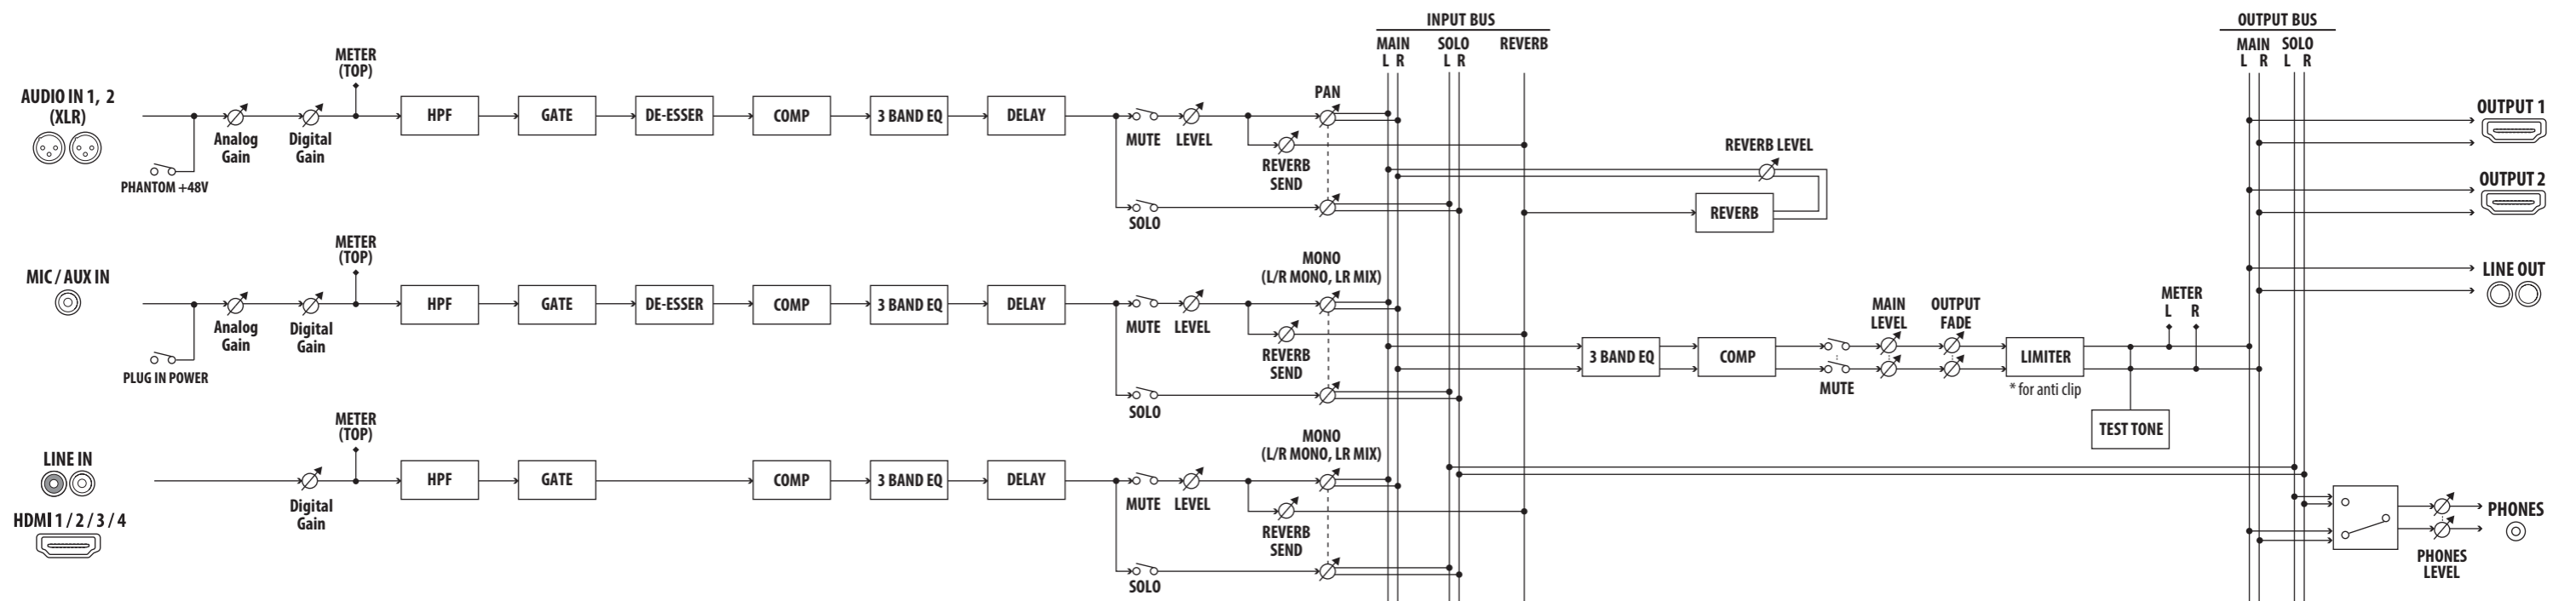 INPUT BUS
MAIN SOLO REVERB
L R L R
OUTPUT BUS
MAIN SOLO
L R L R
METER
(TOP)
AUDIO IN 1, 2
(XLR)
PHANTOM +48V
Analog
Gain
Digital
Gain
HPF
GATE
DE-ESSER
COMP
3 BAND EQ
DELAY
MUTE
LEVEL
REVERB
SEND
PAN
SOLO
REVERB LEVEL
REVERB
OUTPUT 1
OUTPUT 2
METER
(TOP)
MIC / AUX IN
PLUG IN POWER
Analog
Gain
Digital
Gain
HPF
GATE
DE-ESSER
COMP
3 BAND EQ
DELAY
MUTE
LEVEL
REVERB
SEND
MONO
(L/R MONO, LR MIX)
SOLO
3 BAND EQ
COMP
MUTE
MAIN
LEVEL
OUTPUT
FADE
LIMITER
* for anti clip
METER
L R
TEST TONE
LINE OUT
METER
(TOP)
LINE IN
HDMI 1 / 2 / 3 / 4
Digital
Gain
HPF
GATE
COMP
3 BAND EQ
DELAY
MUTE
LEVEL
REVERB
SEND
MONO
(L/R MONO, LR MIX)
SOLO
PHONES
PHONES
LEVEL